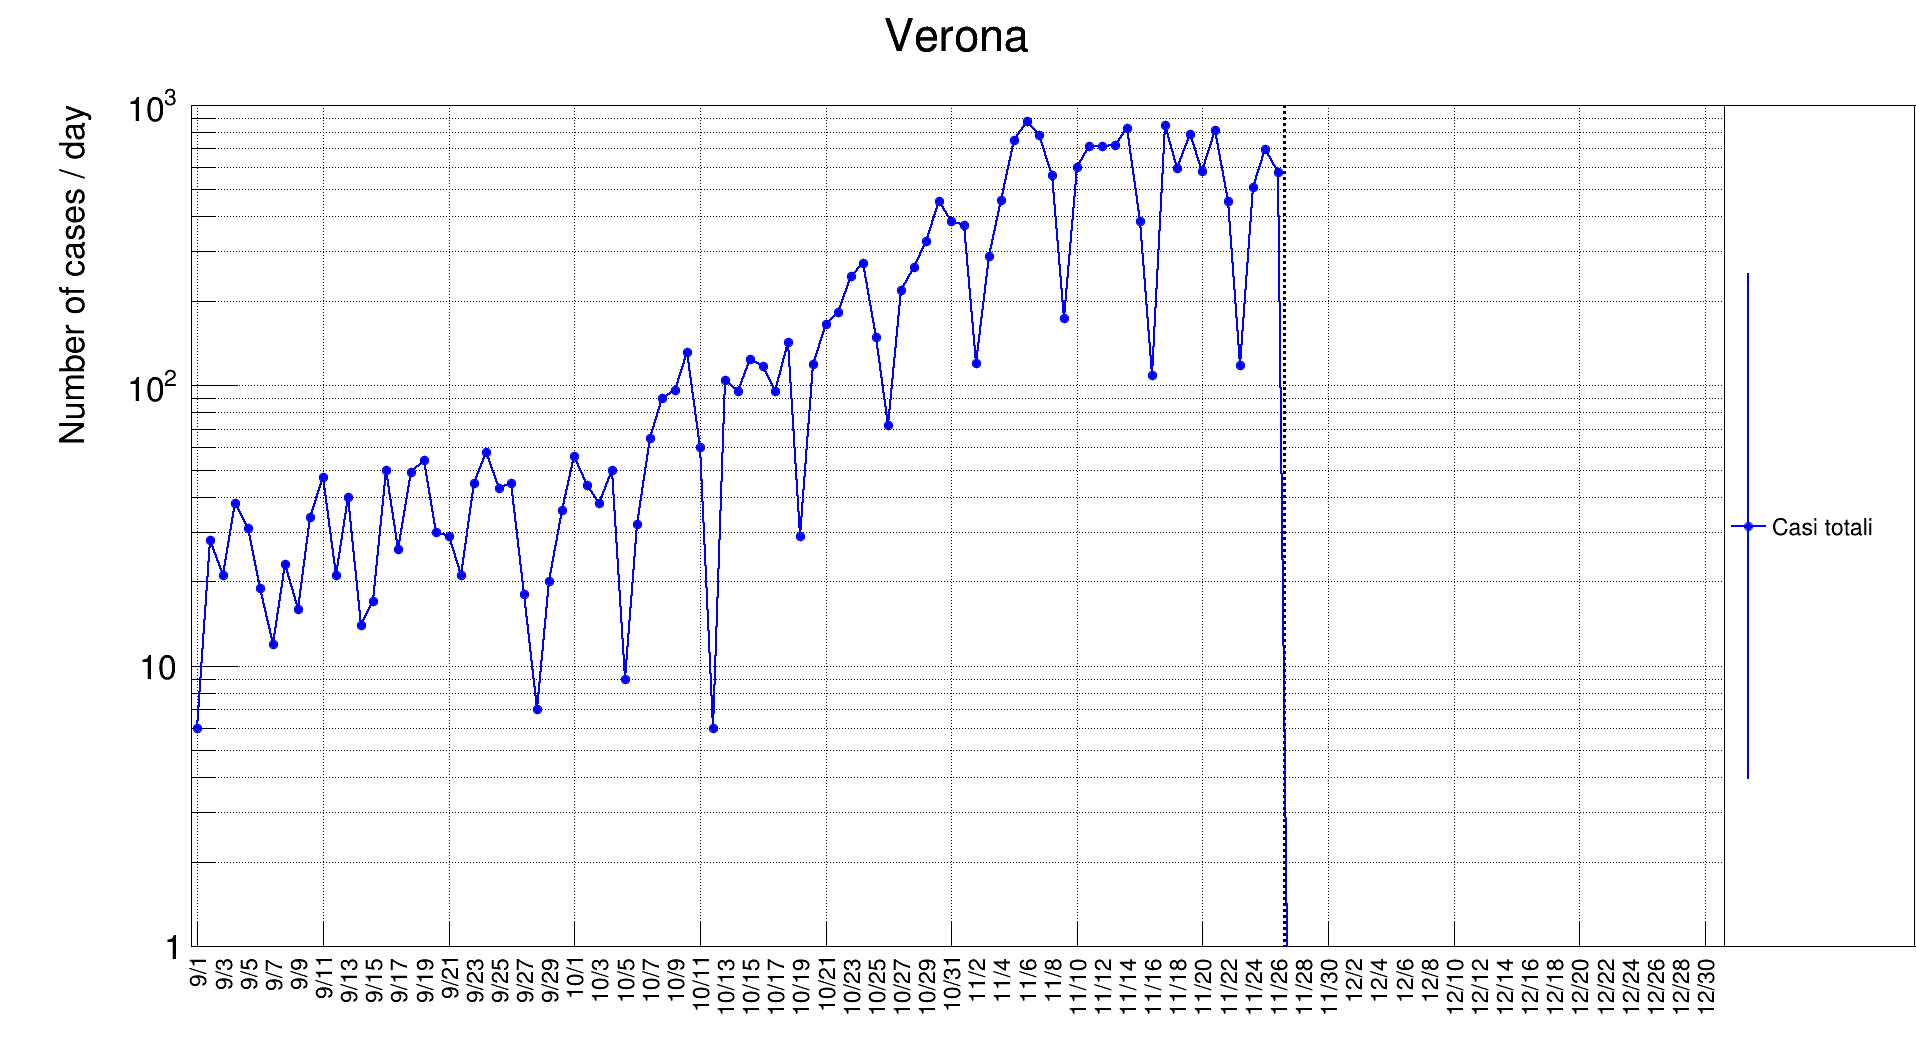 Verona
Number of cases / day
10³
10²
10
1
9/1 9/3 9/5 9/7 9/9 9/11 9/13 9/15 9/17 9/19 9/21 9/23 9/25 9/27 9/29 10/1 10/3 10/5 10/7 10/9 10/11 10/13 10/15 10/17 10/19 10/21 10/23 10/25 10/27 10/29 10/31 11/2 11/4 11/6 11/8 11/10 11/12 11/14 11/16 11/18 11/20 11/22 11/24 11/26 11/28 11/30 12/2 12/4 12/6 12/8 12/10 12/12 12/14 12/16 12/18 12/20 12/22 12/24 12/26 12/28 12/30
Casi totali